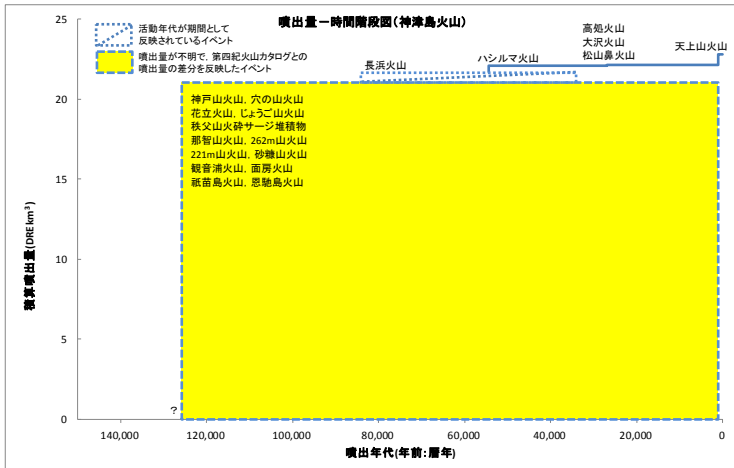 噴出量－時間階段図(神津島火山)
活動年代が期間として
反映されているイベント
噴出量が不明で，第四紀火山カタログとの
噴出量の差分を反映したイベント
長浜火山
ハシルマ火山
高処火山
大沢火山
松山鼻火山
天上山火山
神戸山火山，穴の山火山
花立火山，じょうご山火山
秩父山火砕サージ堆積物
那智山火山，262m山火山
221m山火山，砂糠山火山
観音浦火山，面房火山
祇苗島火山，恩馳島火山
?
積算噴出量(DRE km³)
25
20
15
10
5
0
140,000
120,000
100,000
80,000
60,000
40,000
20,000
0
噴出年代(年前：暦年)